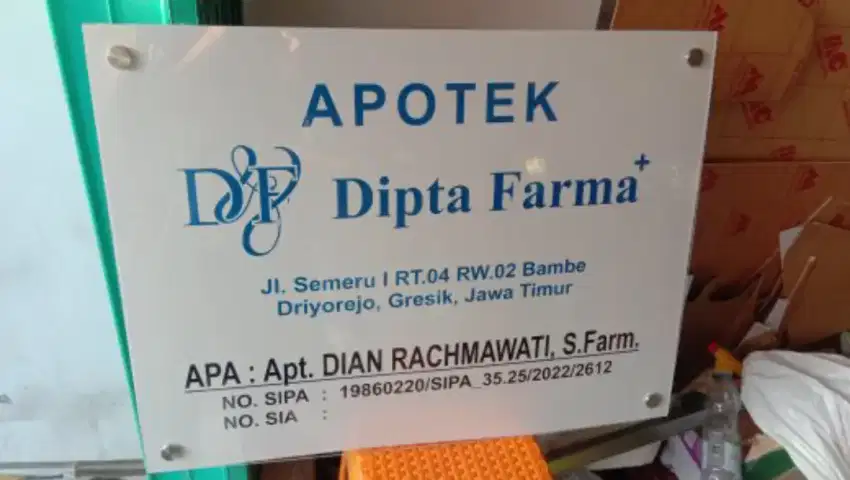 APOTEK
D&F Dipta Farma+
Jl. Semeru I RT.04 RW.02 Bambe
Driyorejo, Gresik, Jawa Timur
APA : Apt. DIAN RACHMAWATI, S.Farm.
NO. SIPA : 19860220/SIPA_35.25/2022/2612
NO. SIA :